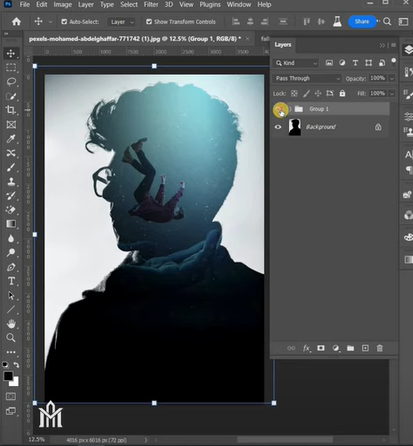 File Edit Image Layer Type Select Filter 3D View Plugins Window Help
Auto-Select: Layer Show Transform Controls
Share
pexels-mohamed-abdelghaffar-771742 (1).jpg @ 12.5% (Group 1, RGB/8) *
Layers
Kind
Pass Through Opacity: 100%
Lock: Fill: 100%
Group 1
Background
fx
12.5% 4016 px x 6016 px (72 ppi)